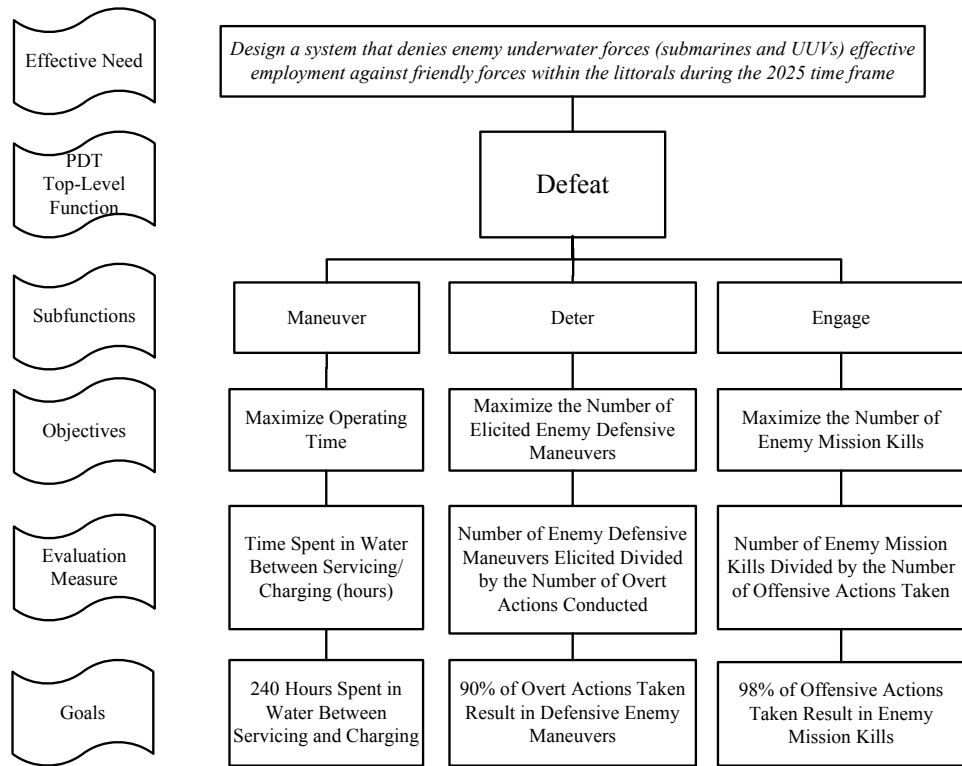 Effective Need
Design a system that denies enemy underwater forces (submarines and UUVs) effective
employment against friendly forces within the littorals during the 2025 time frame
PDT
Top-Level
Function
Defeat
Subfunctions
Maneuver
Deter
Engage
Objectives
Maximize Operating
Time
Maximize the Number of
Elicited Enemy Defensive
Maneuvers
Maximize the Number of
Enemy Mission Kills
Evaluation
Measure
Time Spent in Water
Between Servicing/
Charging (hours)
Number of Enemy Defensive
Maneuvers Elicited Divided
by the Number of Overt
Actions Conducted
Number of Enemy Mission
Kills Divided by the Number
of Offensive Actions Taken
Goals
240 Hours Spent in
Water Between
Servicing and Charging
90% of Overt Actions Taken
Result in Defensive Enemy
Maneuvers
98% of Offensive Actions
Taken Result in Enemy
Mission Kills